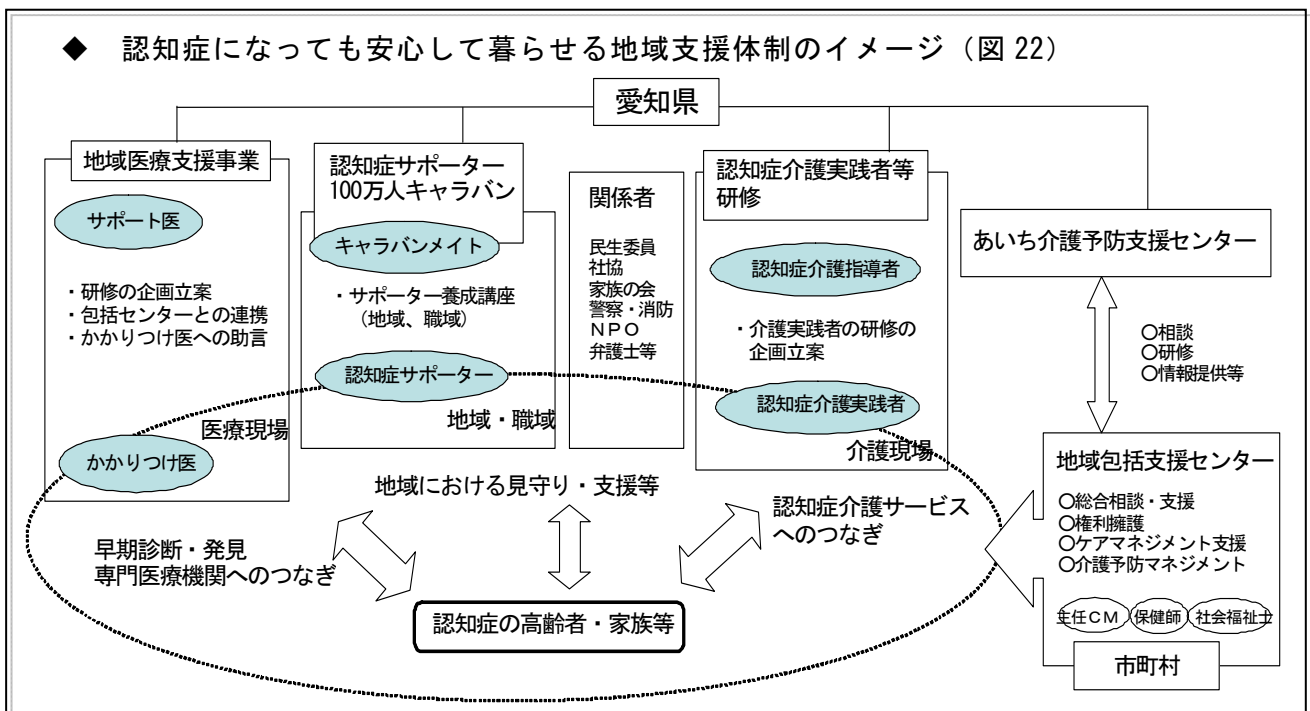 ◆ 認知症になっても安心して暮らせる地域支援体制のイメージ（図 22）
愛知県
地域医療支援事業
サポート医
・研修の企画立案
・包括センターとの連携
・かかりつけ医への助言
医療現場
かかりつけ医
認知症サポーター
100万人キャラバン
キャラバンメイト
・サポーター養成講座
（地域、職域）
認知症サポーター
地域・職域
関係者
民生委員
社協
家族の会
警察・消防
ＮＰＯ
弁護士等
認知症介護実践者等
研修
認知症介護指導者
・介護実践者の研修の
企画立案
認知症介護実践者
介護現場
あいち介護予防支援センター
○相談
○研修
○情報提供等
地域包括支援センター
○総合相談・支援
○権利擁護
○ケアマネジメント支援
○介護予防マネジメント
主任ＣＭ
保健師
社会福祉士
市町村
地域における見守り・支援等
早期診断・発見
専門医療機関へのつなぎ
認知症介護サービス
へのつなぎ
認知症の高齢者・家族等